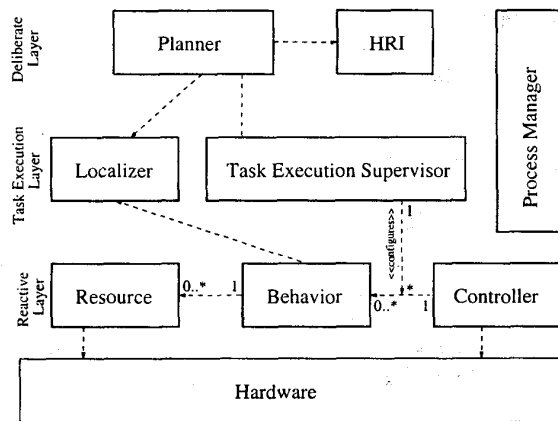 Deliberate
Layer
Planner
HRI
Process Manager
Task Execution
Layer
Localizer
Task Execution Supervisor
<<configures>>
1
Reactive
Layer
Resource
0..*
1
Behavior
0..*
*
1
Controller
Hardware